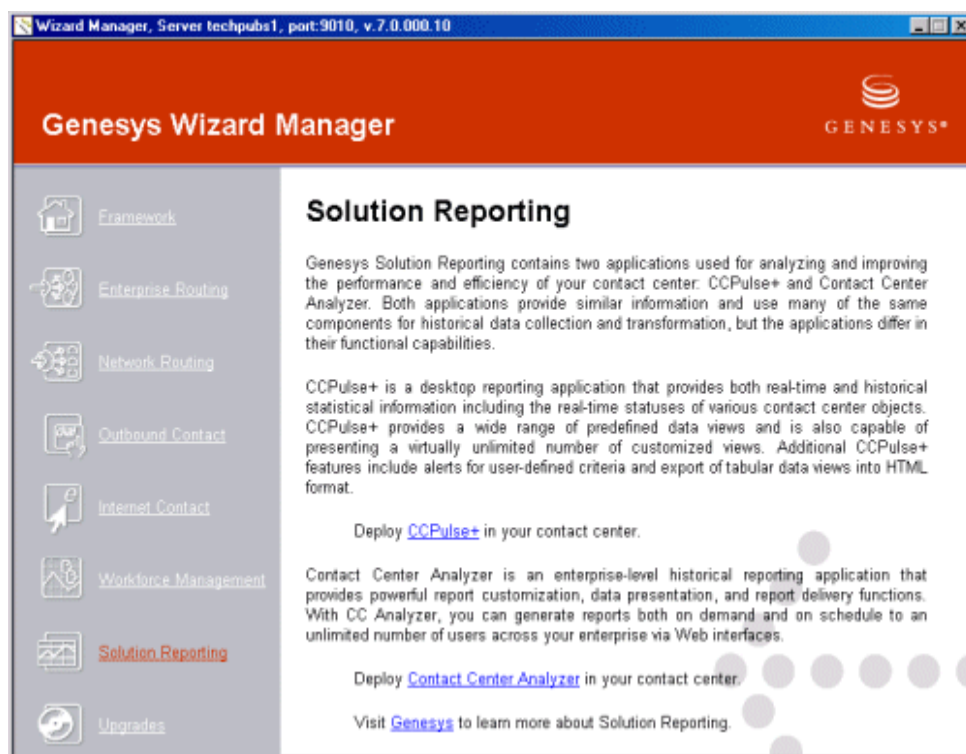 Wizard Manager, Server techpubs1, port:9010, v.7.0.000.10
Genesys Wizard Manager
GENESYS®
Framework
Enterprise Routing
Network Routing
Outbound Contact
Internet Contact
Workforce Management
Solution Reporting
Upgrades
Solution Reporting
Genesys Solution Reporting contains two applications used for analyzing and improving
the performance and efficiency of your contact center: CCPulse+ and Contact Center
Analyzer. Both applications provide similar information and use many of the same
components for historical data collection and transformation, but the applications differ in
their functional capabilities.
CCPulse+ is a desktop reporting application that provides both real-time and historical
statistical information including the real-time statuses of various contact center objects.
CCPulse+ provides a wide range of predefined data views and is also capable of
presenting a virtually unlimited number of customized views. Additional CCPulse+
features include alerts for user-defined criteria and export of tabular data views into HTML
format.
Deploy CCPulse+ in your contact center.
Contact Center Analyzer is an enterprise-level historical reporting application that
provides powerful report customization, data presentation, and report delivery functions.
With CC Analyzer, you can generate reports both on demand and on schedule to an
unlimited number of users across your enterprise via Web interfaces.
Deploy Contact Center Analyzer in your contact center.
Visit Genesys to learn more about Solution Reporting.